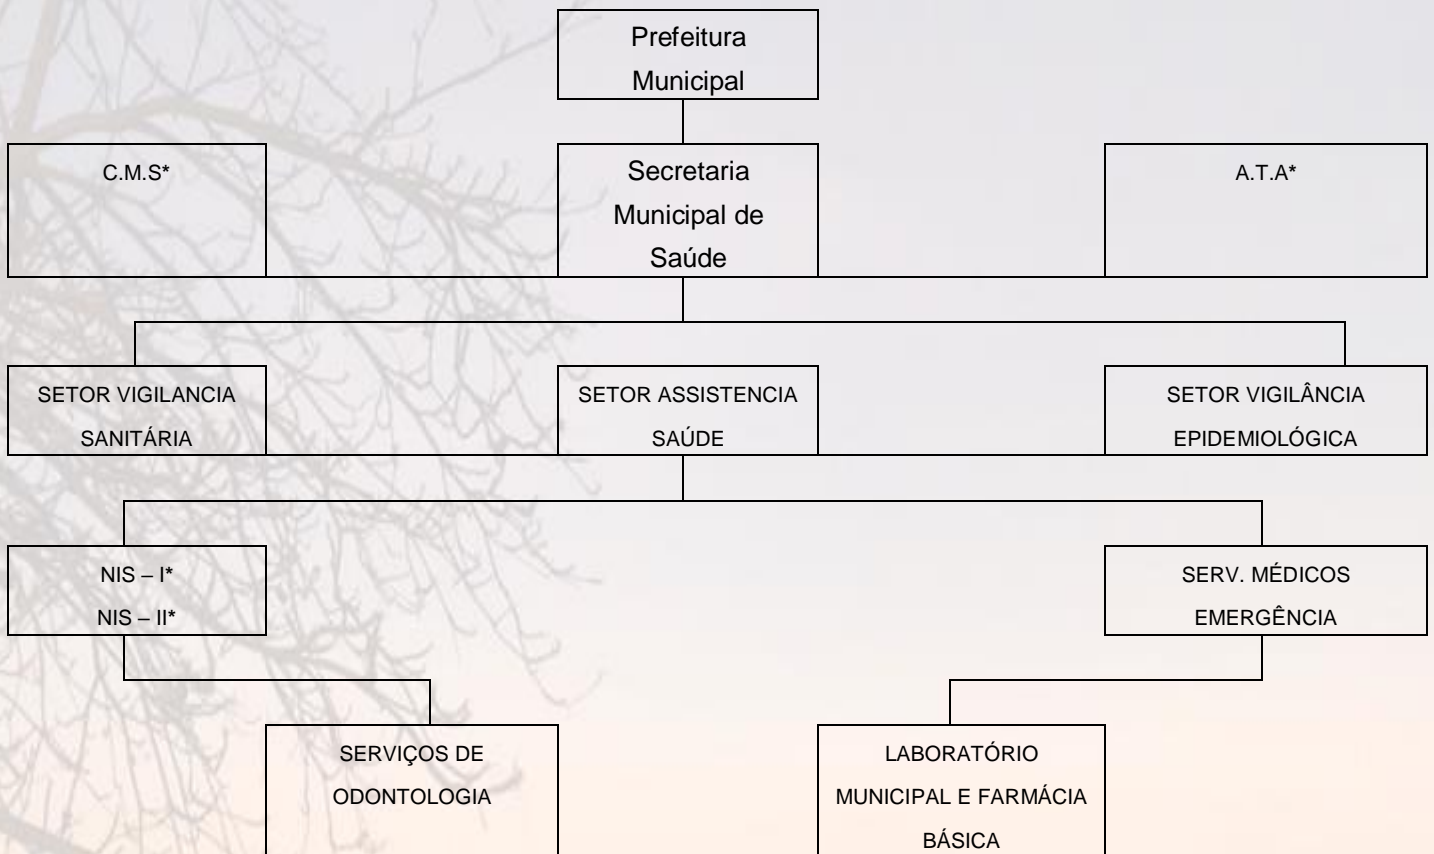 Prefeitura
Municipal
C.M.S*
Secretaria
Municipal de
Saúde
A.T.A*
SETOR VIGILANCIA
SANITÁRIA
SETOR ASSISTENCIA
SAÚDE
SETOR VIGILÂNCIA
EPIDEMIOLÓGICA
NIS – I*
NIS – II*
SERV. MÉDICOS
EMERGÊNCIA
SERVIÇOS DE
ODONTOLOGIA
LABORATÓRIO
MUNICIPAL E FARMÁCIA
BÁSICA